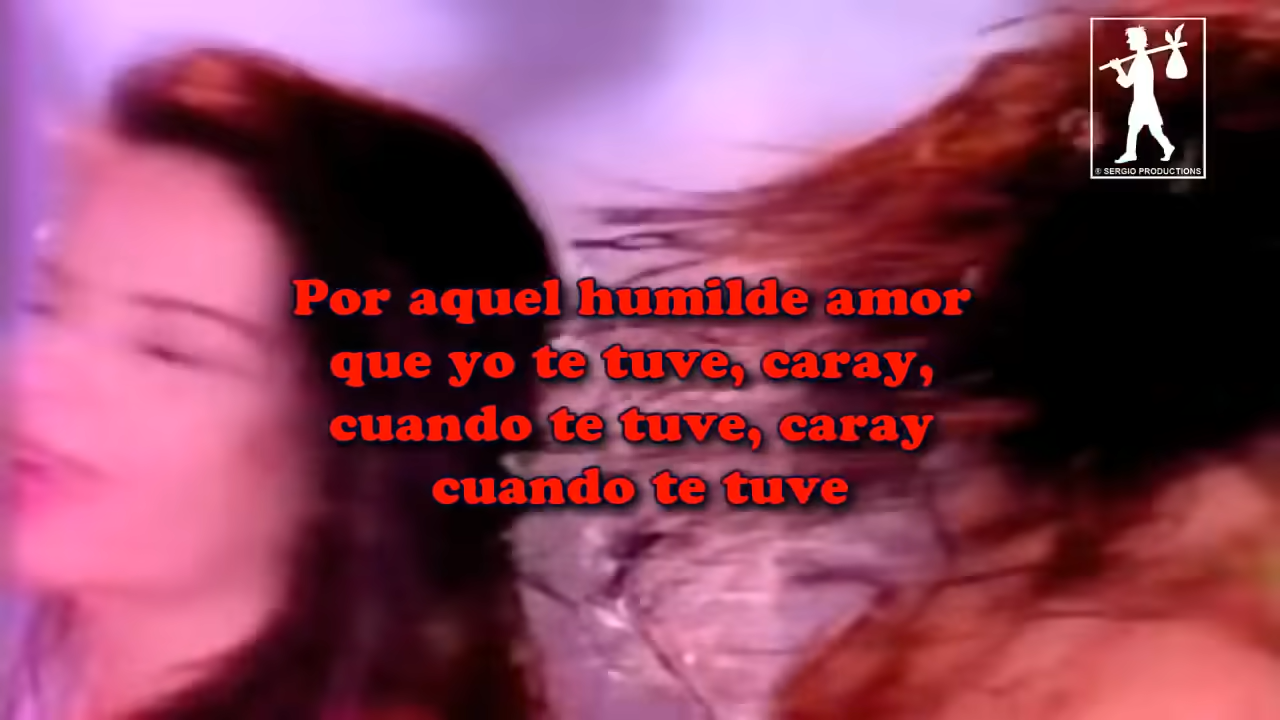 ® SERGIO PRODUCTIONS
Por aquel humilde amor
que yo te tuve, caray,
cuando te tuve, caray
cuando te tuve